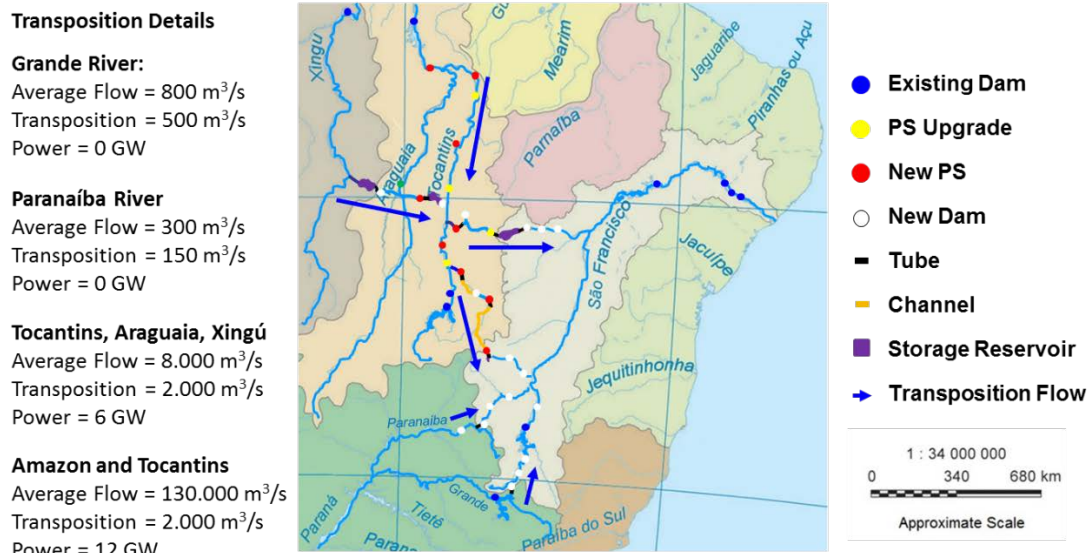 Transposition Details
Grande River:
Average Flow = 800 m³/s
Transposition = 500 m³/s
Power = 0 GW
Paranaíba River
Average Flow = 300 m³/s
Transposition = 150 m³/s
Power = 0 GW
Tocantins, Araguaia, Xingú
Average Flow = 8.000 m³/s
Transposition = 2.000 m³/s
Power = 6 GW
Amazon and Tocantins
Average Flow = 130.000 m³/s
Transposition = 2.000 m³/s
Power = 12 GW
Xingu
Gu
Mearim
Jaguaribe
Piranhas ou Açu
Parnaíba
Araguaia
Tocantins
São Francisco
Jacuípe
Jequitinhonha
Paranaiba
Grande
Paraná
Tietê
Parana
Paraíba do Sul
Existing Dam
PS Upgrade
New PS
New Dam
Tube
Channel
Storage Reservoir
Transposition Flow
1 : 34 000 000
0 340 680 km
Approximate Scale